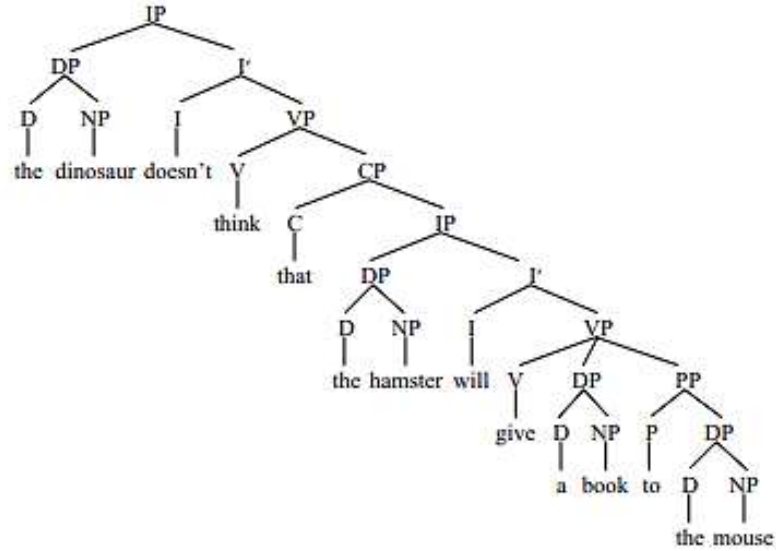 IP
DP I′
D NP I VP
the dinosaur doesn't V CP
think C IP
that DP I′
D NP I VP
the hamster will V DP PP
give D NP P DP
a book to D NP
the mouse